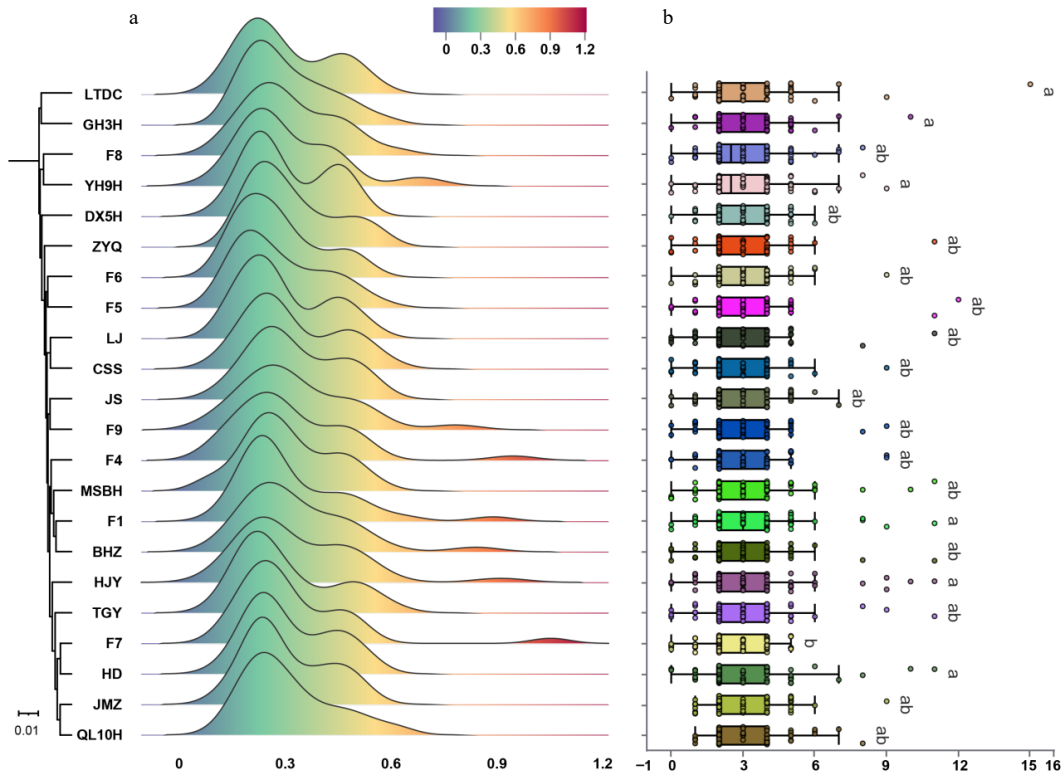 a
b
0 0.3 0.6 0.9 1.2
LTDC a
GH3H a
F8 ab
YH9H a
DX5H ab
ZYQ ab
F6 ab
F5 ab
LJ ab
CSS ab
JS ab
F9 ab
F4 ab
MSBH ab
F1 a
BHZ ab
HJY a
TGY ab
F7 b
HD a
JMZ ab
QL10H ab
0.01
0 0.3 0.6 0.9 1.2
−1 0 3 6 9 12 15 16